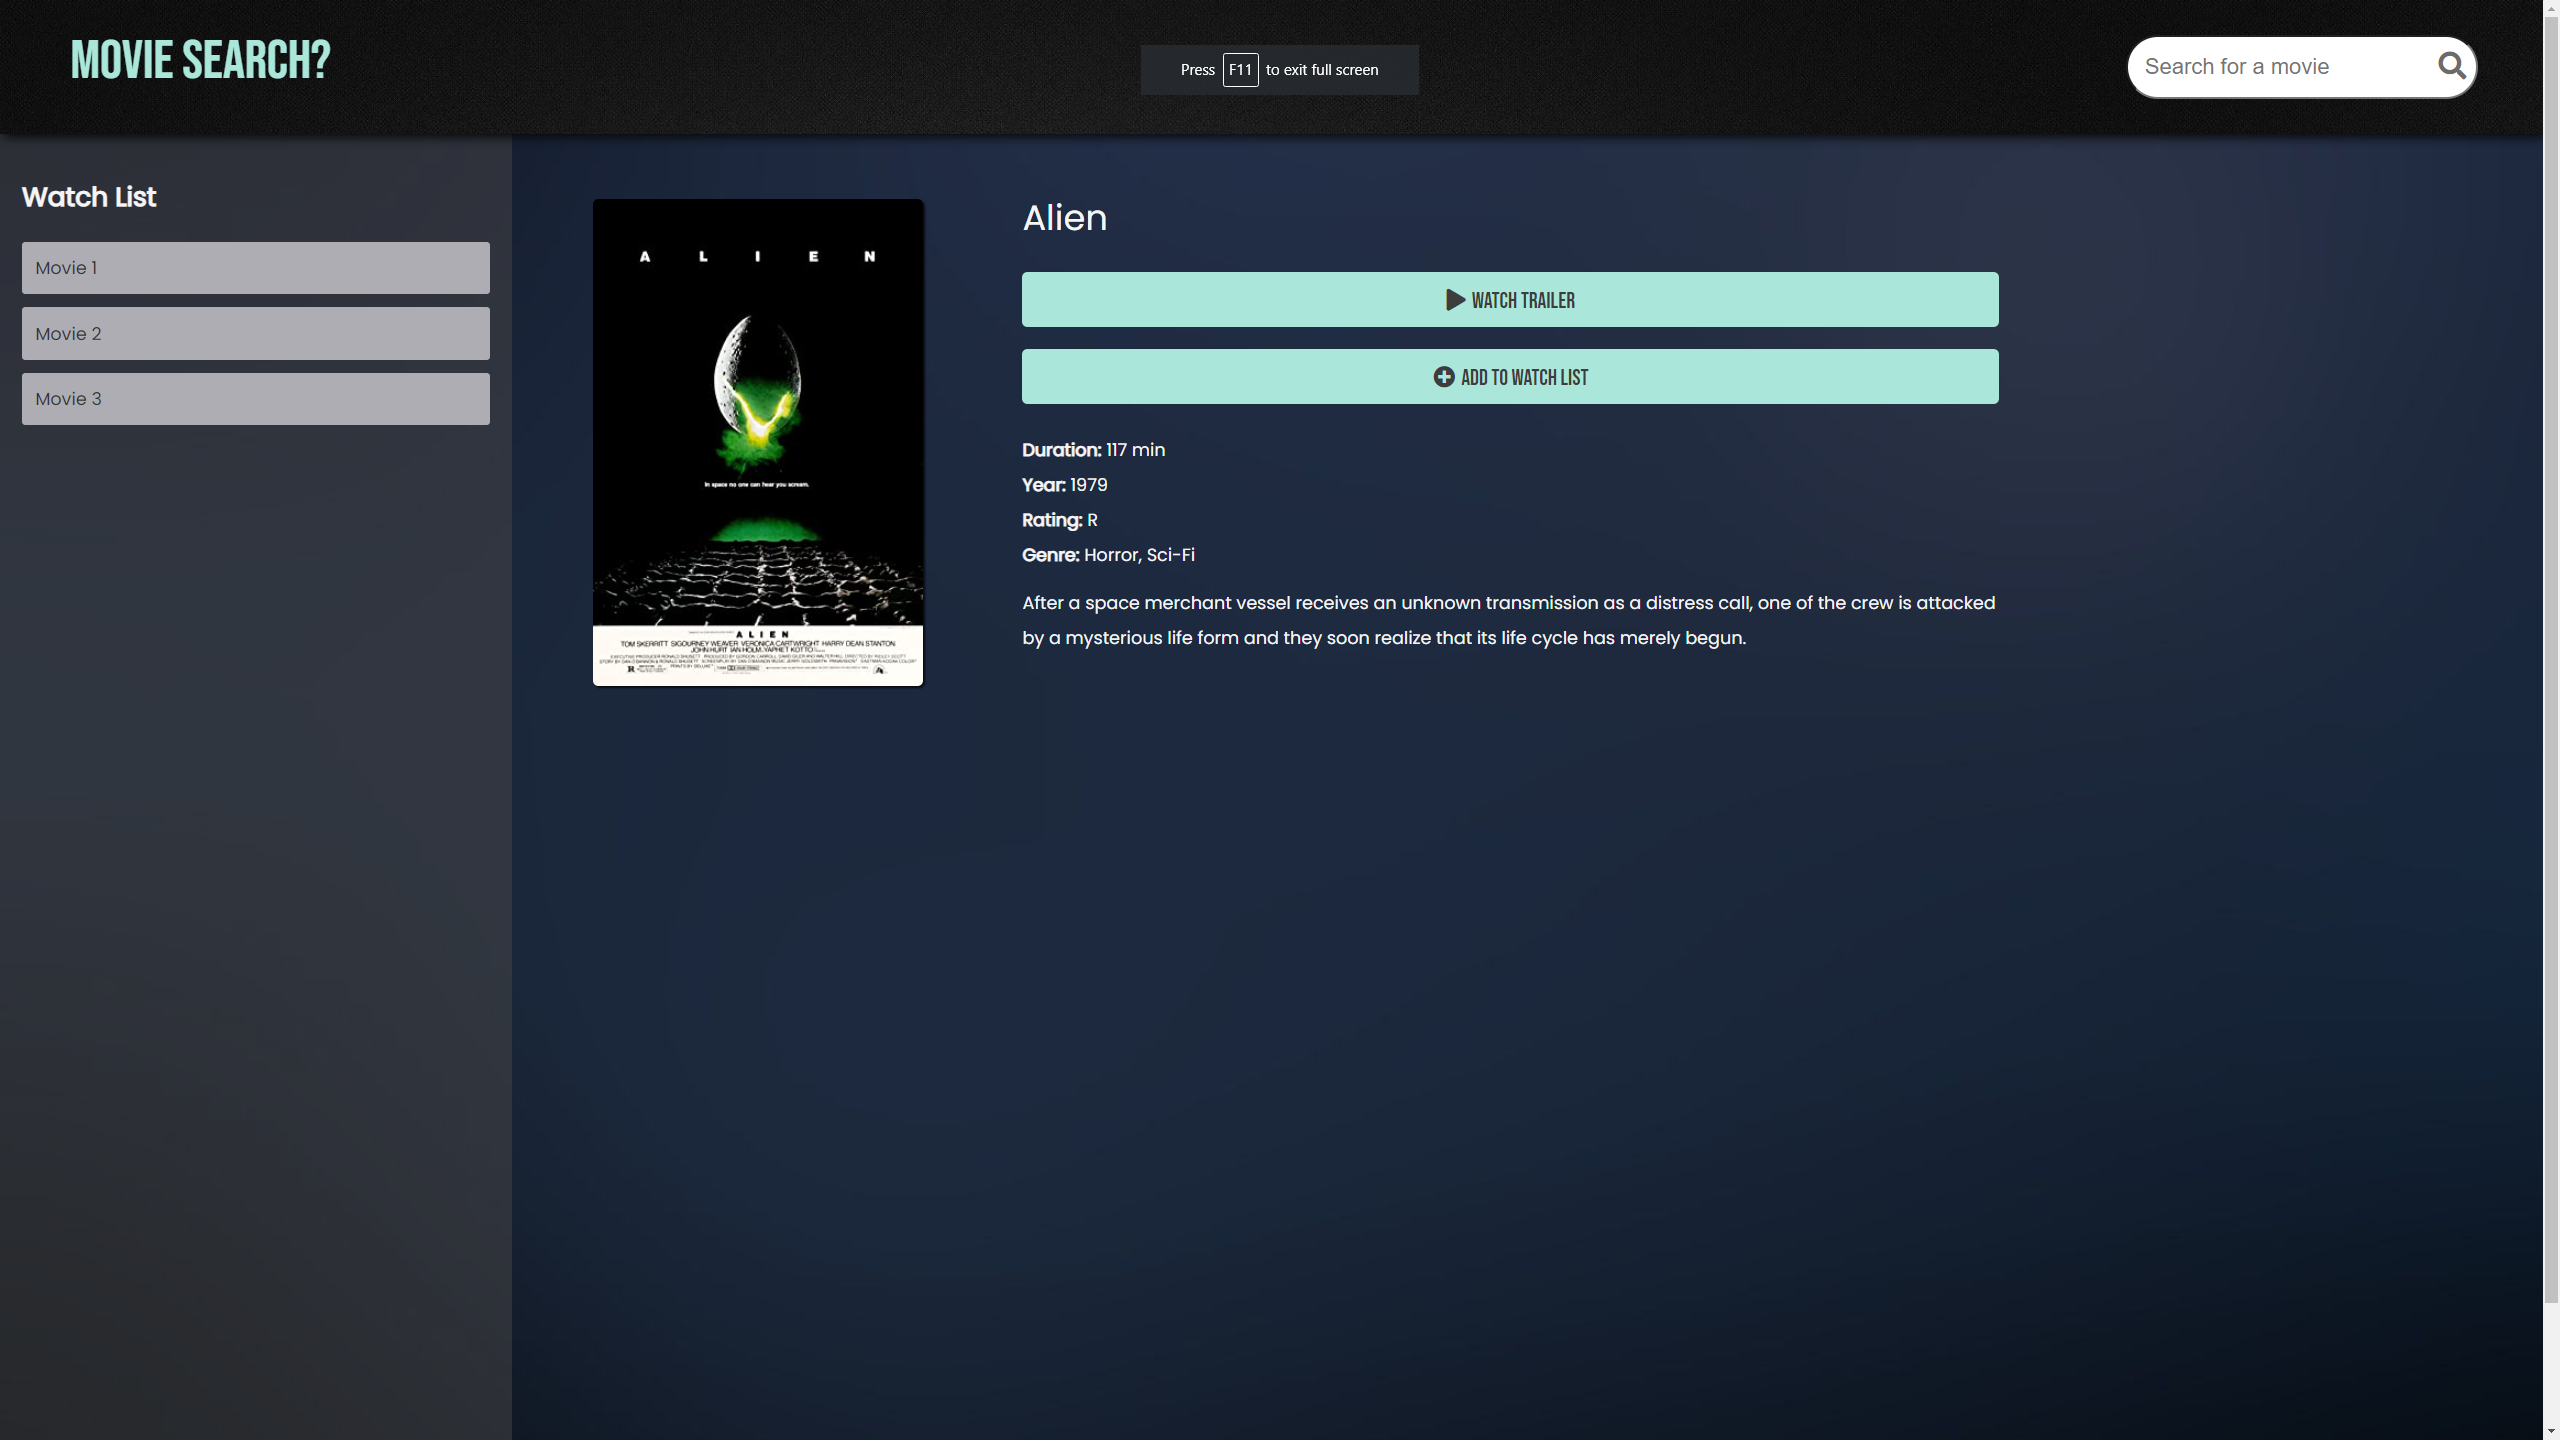 MOVIE SEARCH?
Press F11 to exit full screen
Search for a movie
Watch List
Movie 1
Movie 2
Movie 3
A L I E N
In space no one can hear you scream.
ALIEN
TOM SKERRITT SIGOURNEY WEAVER VERONICA CARTWRIGHT HARRY DEAN STANTON
JOHN HURT IAN HOLM YAPHET KOTTO
R
Alien
WATCH TRAILER
ADD TO WATCH LIST
Duration: 117 min
Year: 1979
Rating: R
Genre: Horror, Sci-Fi
After a space merchant vessel receives an unknown transmission as a distress call, one of the crew is attacked
by a mysterious life form and they soon realize that its life cycle has merely begun.